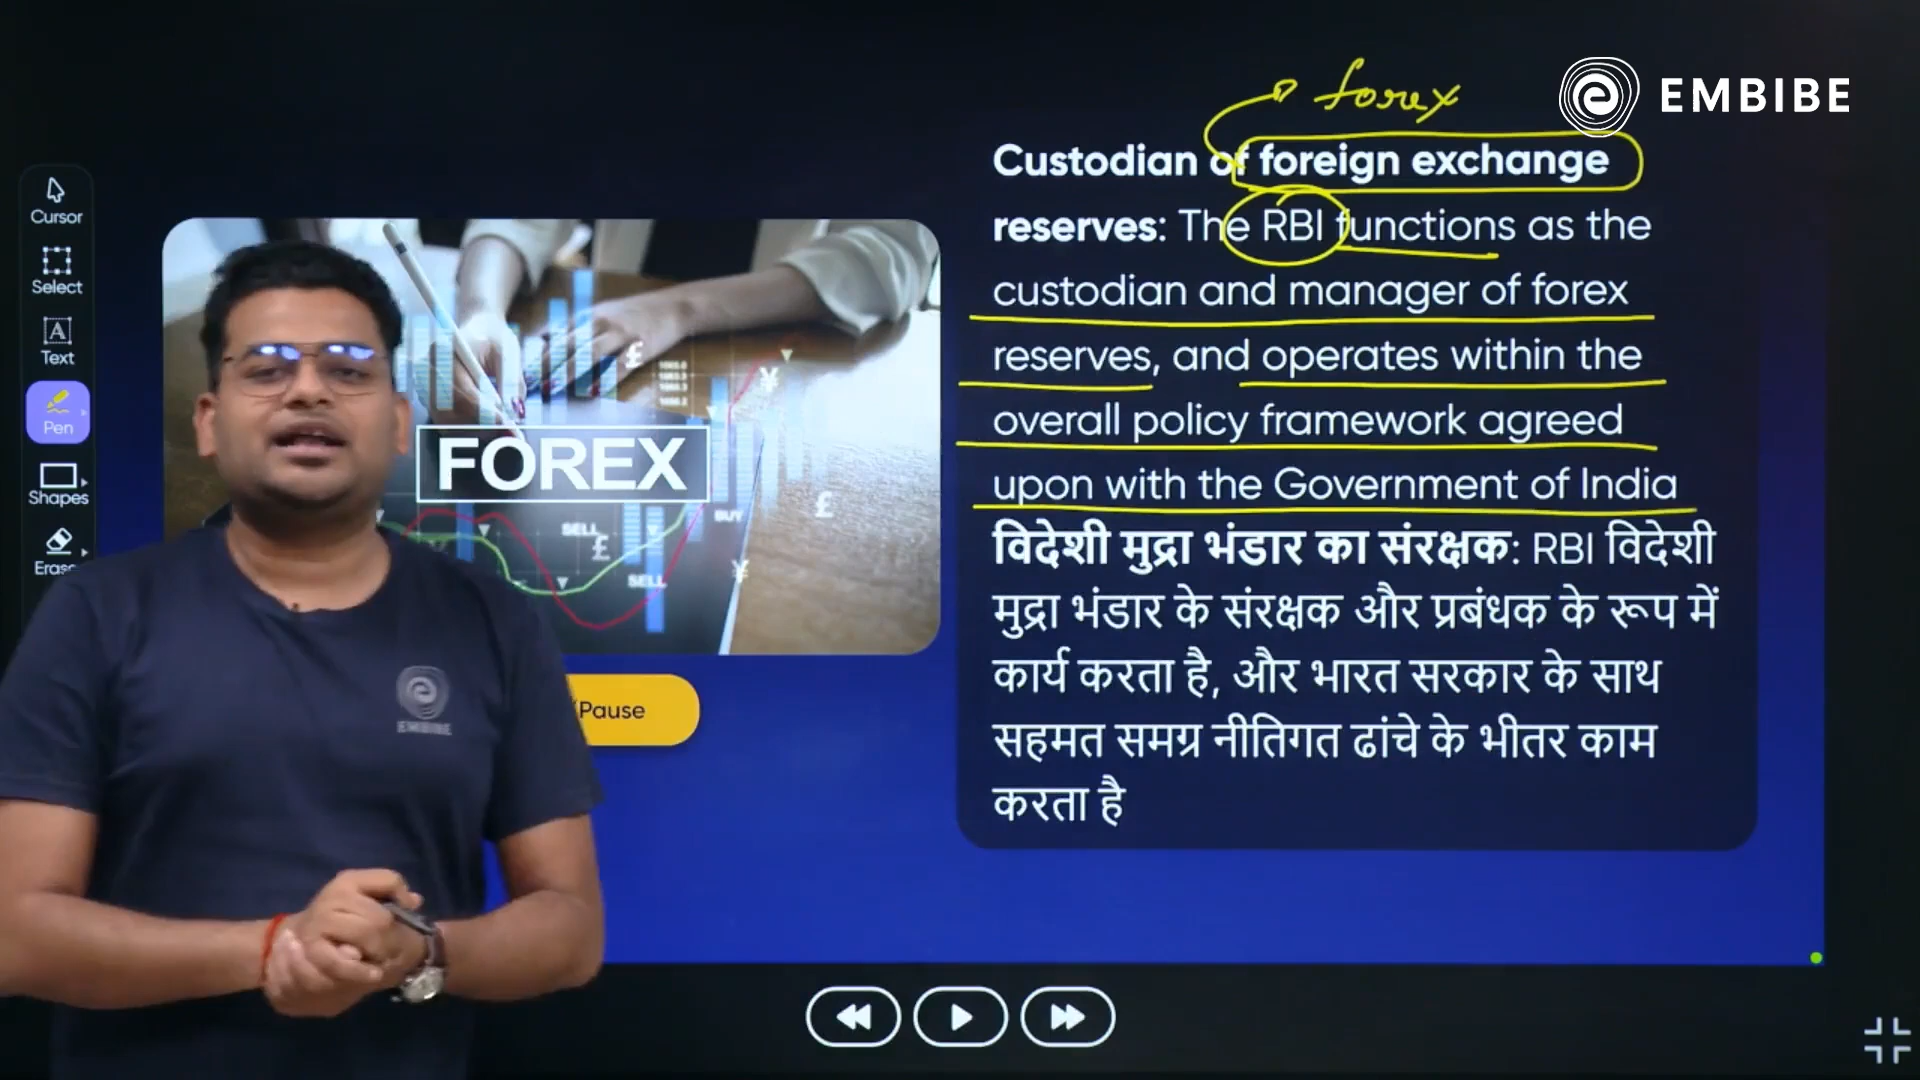 forex
EMBIBE
Custodian of foreign exchange
reserves: The RBI functions as the
custodian and manager of forex
reserves, and operates within the
overall policy framework agreed
upon with the Government of India
विदेशी मुद्रा भंडार का संरक्षक: RBI विदेशी
मुद्रा भंडार के संरक्षक और प्रबंधक के रूप में
कार्य करता है, और भारत सरकार के साथ
सहमत समग्र नीतिगत ढांचे के भीतर काम
करता है
Cursor
Select
A
Text
Pen
Shapes
FOREX
£
¥
£
SELL
£
BUY
SELL
¥
/Pause
EMBIBE